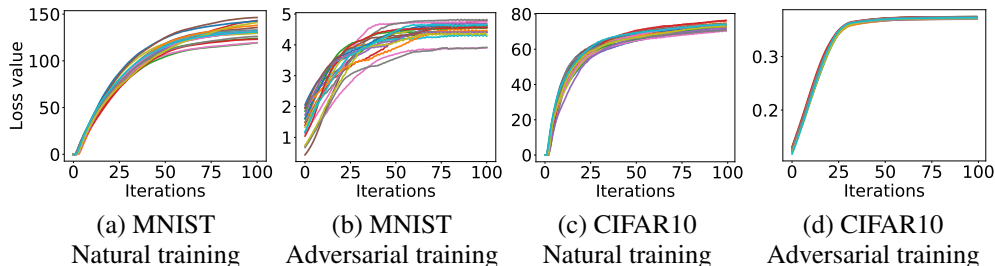 Loss value
150
100
50
0
0 25 50 75 100
Iterations
5
4
3
2
1
0 25 50 75 100
Iterations
80
60
40
20
0
0 25 50 75 100
Iterations
0.3
0.2
0 25 50 75 100
Iterations
(a) MNIST
Natural training
(b) MNIST
Adversarial training
(c) CIFAR10
Natural training
(d) CIFAR10
Adversarial training